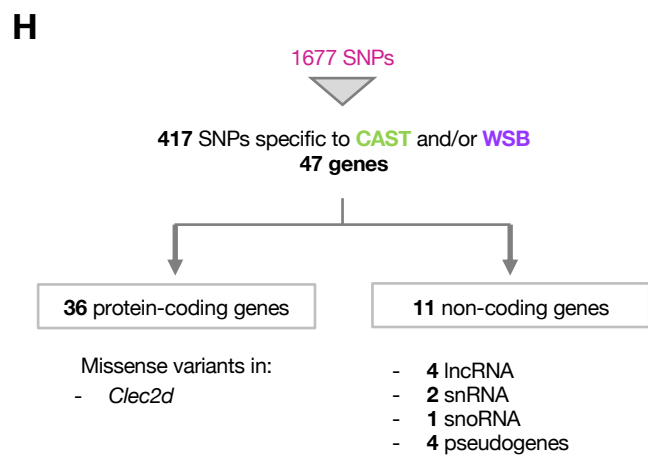 H
1677 SNPs
417 SNPs specific to CAST and/or WSB
47 genes
36 protein-coding genes
11 non-coding genes
Missense variants in:
- Clec2d
- 4 lncRNA
- 2 snRNA
- 1 snoRNA
- 4 pseudogenes